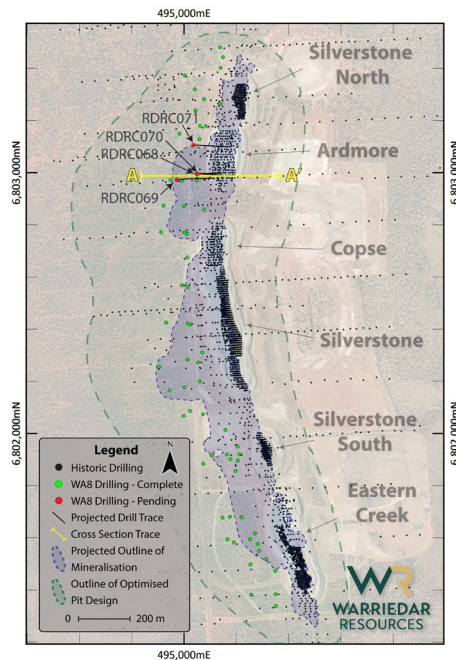 495,000mE
Silverstone
North
RDRC071
RDRC070
RDRC068
Ardmore
6,803,000mN
6,803,000mN
A
A'
RDRC069
Copse
Silverstone
6,802,000mN
6,802,000mN
Silverstone
South
Eastern
Creek
Legend
N
Historic Drilling
WA8 Drilling - Complete
WA8 Drilling - Pending
Projected Drill Trace
Cross Section Trace
Projected Outline of
Mineralisation
Outline of Optimised
Pit Design
0 200 m
WARRIEDAR
RESOURCES
495,000mE